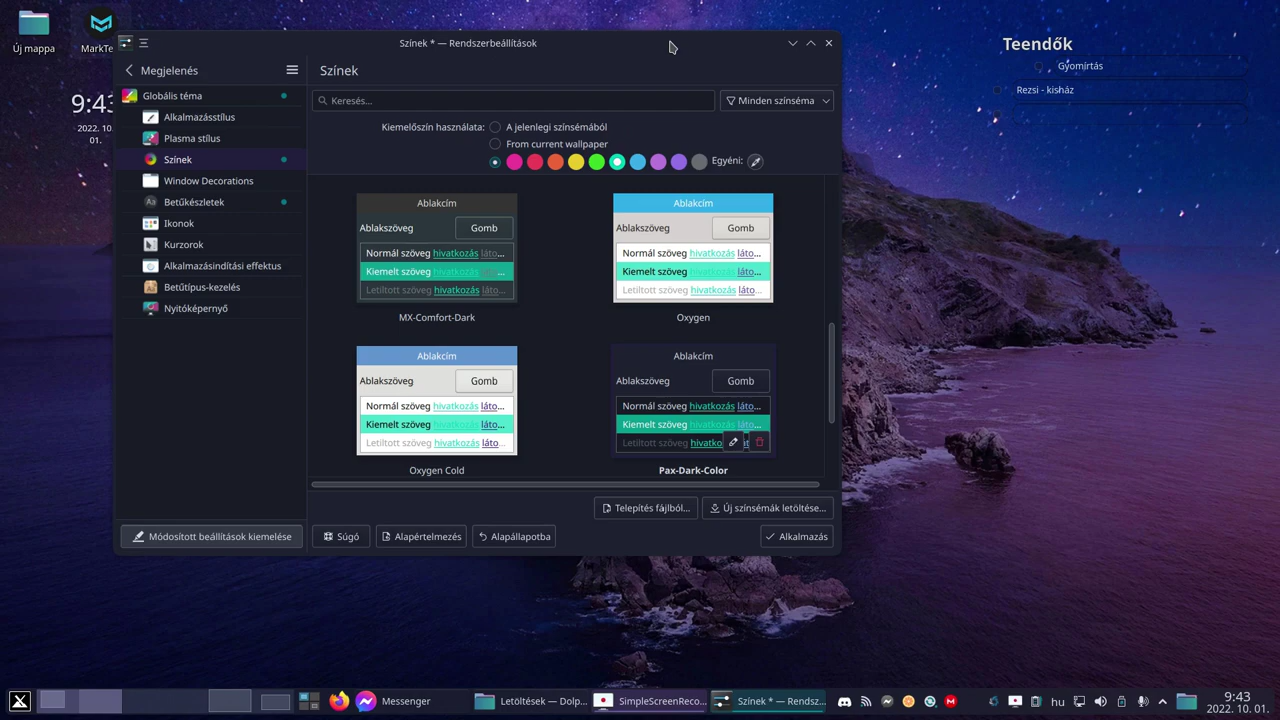 Új mappa
MarkTe
9:43
2022. 10.
01.
Színek * — Rendszerbeállítások
Megjelenés
Színek
Globális téma
Alkalmazásstílus
Plasma stílus
Színek
Window Decorations
Betűkészletek
Ikonok
Kurzorok
Alkalmazásindítási effektus
Betűtípus-kezelés
Nyitóképernyő
Módosított beállítások kiemelése
Keresés...
Minden színséma
Kiemelőszín használata:
A jelenlegi színsémából
From current wallpaper
Egyéni:
Ablakcím
Ablakszöveg
Gomb
Normál szöveg hivatkozás láto...
Kiemelt szöveg hivatkozás ...
Letiltott szöveg hivatkozás láto...
MX-Comfort-Dark
Ablakcím
Ablakszöveg
Gomb
Normál szöveg hivatkozás láto...
Kiemelt szöveg hivatkozás láto...
Letiltott szöveg hivatkozás láto...
Oxygen
Ablakcím
Ablakszöveg
Gomb
Normál szöveg hivatkozás láto...
Kiemelt szöveg hivatkozás láto...
Letiltott szöveg hivatkozás láto...
Oxygen Cold
Ablakcím
Ablakszöveg
Gomb
Normál szöveg hivatkozás láto...
Kiemelt szöveg hivatkozás láto...
Letiltott szöveg hivatko
Pax-Dark-Color
Telepítés fájlból...
Új színsémák letöltése...
Súgó
Alapértelmezés
Alapállapotba
Alkalmazás
Teendők
Gyomírtás
Rezsi - kisház
Messenger
Letöltések — Dolp...
SimpleScreenReco...
Színek * — Rendsz...
hu
9:43
2022. 10. 01.